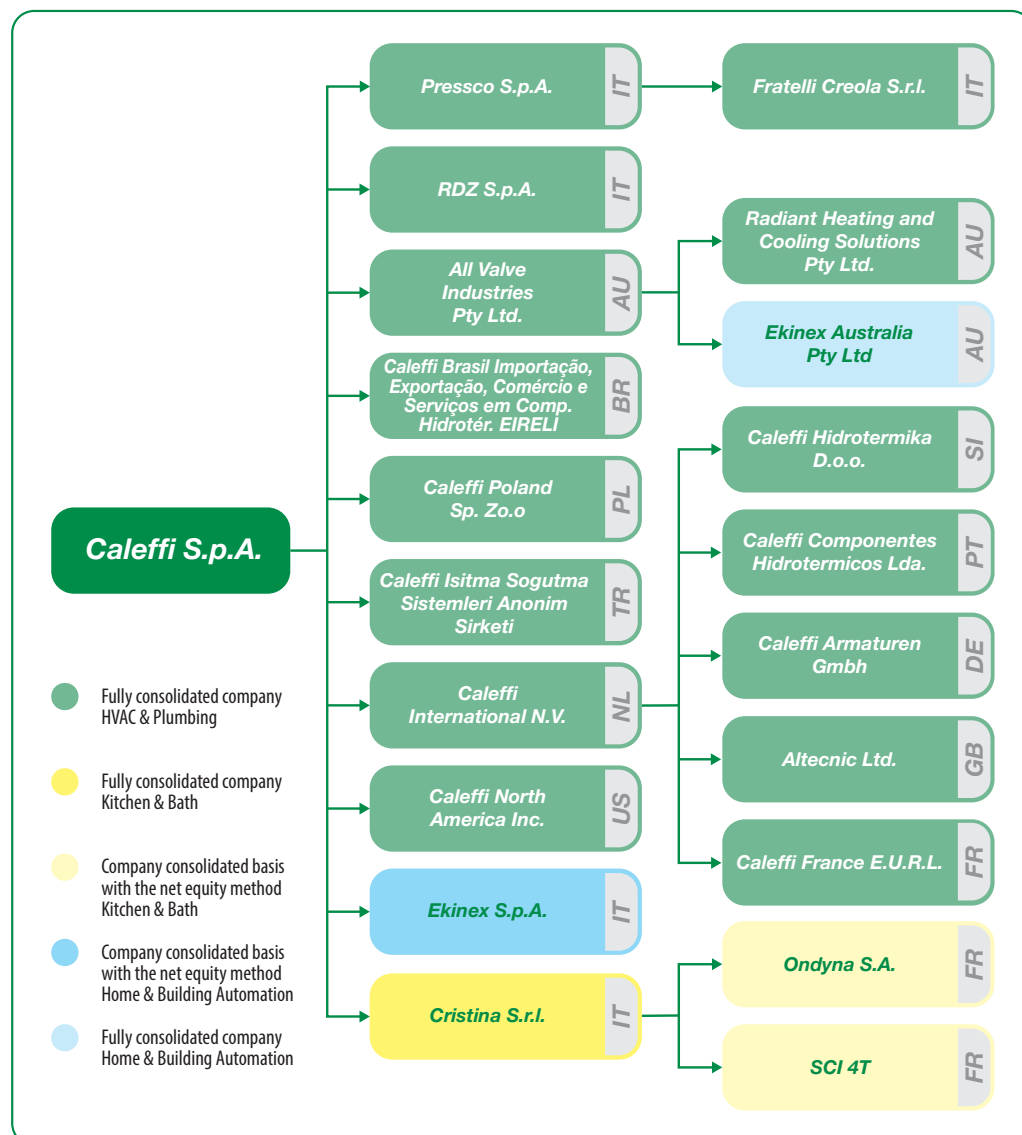 Pressco S.p.A.
IT
Fratelli Creola S.r.l.
IT
RDZ S.p.A.
IT
All Valve
Industries
Pty Ltd.
AU
Radiant Heating and
Cooling Solutions
Pty Ltd.
AU
Ekinex Australia
Pty Ltd
AU
Caleffi Brasil Importação,
Exportação, Comércio e
Serviços em Comp.
Hidrotér. EIRELI
BR
Caleffi Hidrotermika
D.o.o.
SI
Caleffi Poland
Sp. Zo.o
PL
Caleffi S.p.A.
Caleffi Componentes
Hidrotermicos Lda.
PT
Caleffi Isitma Sogutma
Sistemleri Anonim
Sirketi
TR
Caleffi Armaturen
Gmbh
DE
Caleffi
International N.V.
NL
Altecnic Ltd.
GB
Caleffi North
America Inc.
US
Caleffi France E.U.R.L.
FR
Ekinex S.p.A.
IT
Ondyna S.A.
FR
Cristina S.r.l.
IT
SCI 4T
FR
Fully consolidated company
HVAC & Plumbing
Fully consolidated company
Kitchen & Bath
Company consolidated basis
with the net equity method
Kitchen & Bath
Company consolidated basis
with the net equity method
Home & Building Automation
Fully consolidated company
Home & Building Automation